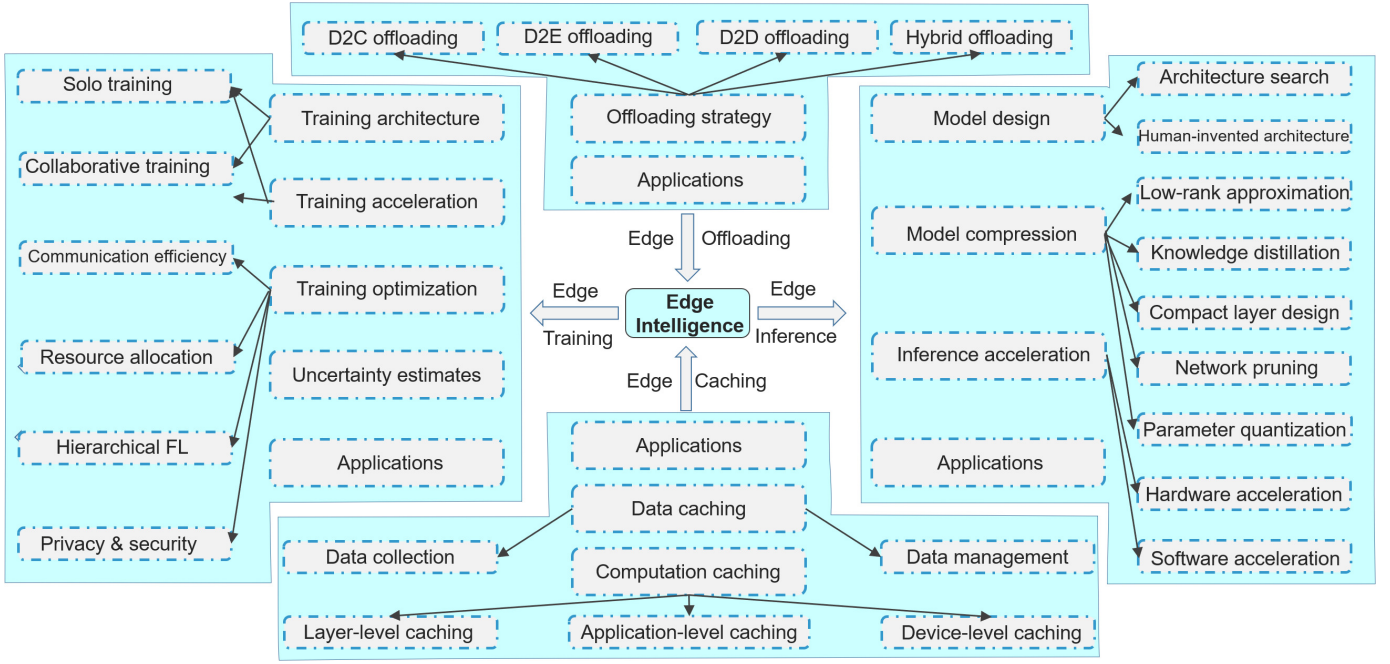 D2C offloading
D2E offloading
D2D offloading
Hybrid offloading
Offloading strategy
Applications
Edge Offloading
Solo training
Collaborative training
Communication efficiency
Resource allocation
Hierarchical FL
Privacy & security
Training architecture
Training acceleration
Training optimization
Uncertainty estimates
Applications
Edge
Training
Edge
Intelligence
Edge
Inference
Edge Caching
Model design
Model compression
Inference acceleration
Applications
Architecture search
Human-invented architecture
Low-rank approximation
Knowledge distillation
Compact layer design
Network pruning
Parameter quantization
Hardware acceleration
Software acceleration
Applications
Data caching
Data collection
Data management
Computation caching
Layer-level caching
Application-level caching
Device-level caching